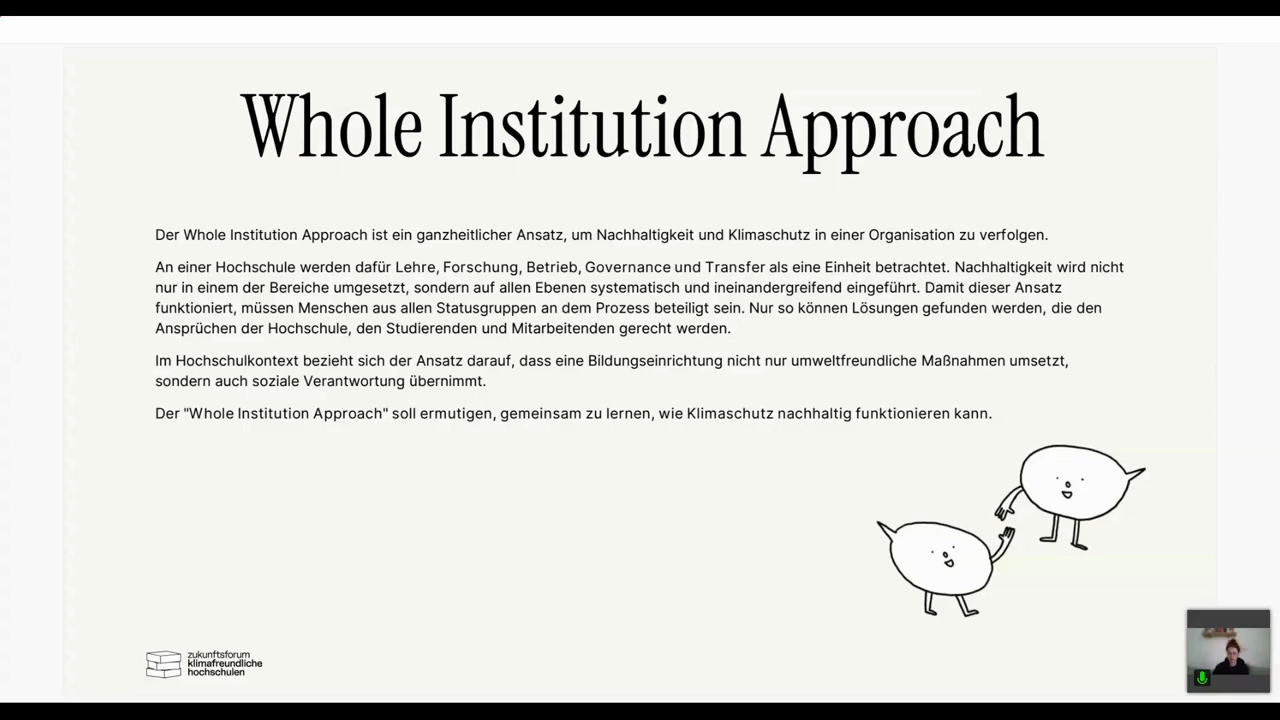 Whole Institution Approach
Der Whole Institution Approach ist ein ganzheitlicher Ansatz, um Nachhaltigkeit und Klimaschutz in einer Organisation zu verfolgen.
An einer Hochschule werden dafür Lehre, Forschung, Betrieb, Governance und Transfer als eine Einheit betrachtet. Nachhaltigkeit wird nicht
nur in einem der Bereiche umgesetzt, sondern auf allen Ebenen systematisch und ineinandergreifend eingeführt. Damit dieser Ansatz
funktioniert, müssen Menschen aus allen Statusgruppen an dem Prozess beteiligt sein. Nur so können Lösungen gefunden werden, die den
Ansprüchen der Hochschule, den Studierenden und Mitarbeitenden gerecht werden.
Im Hochschulkontext bezieht sich der Ansatz darauf, dass eine Bildungseinrichtung nicht nur umweltfreundliche Maßnahmen umsetzt,
sondern auch soziale Verantwortung übernimmt.
Der "Whole Institution Approach" soll ermutigen, gemeinsam zu lernen, wie Klimaschutz nachhaltig funktionieren kann.
zukunftsforum
klimafreundliche
hochschulen